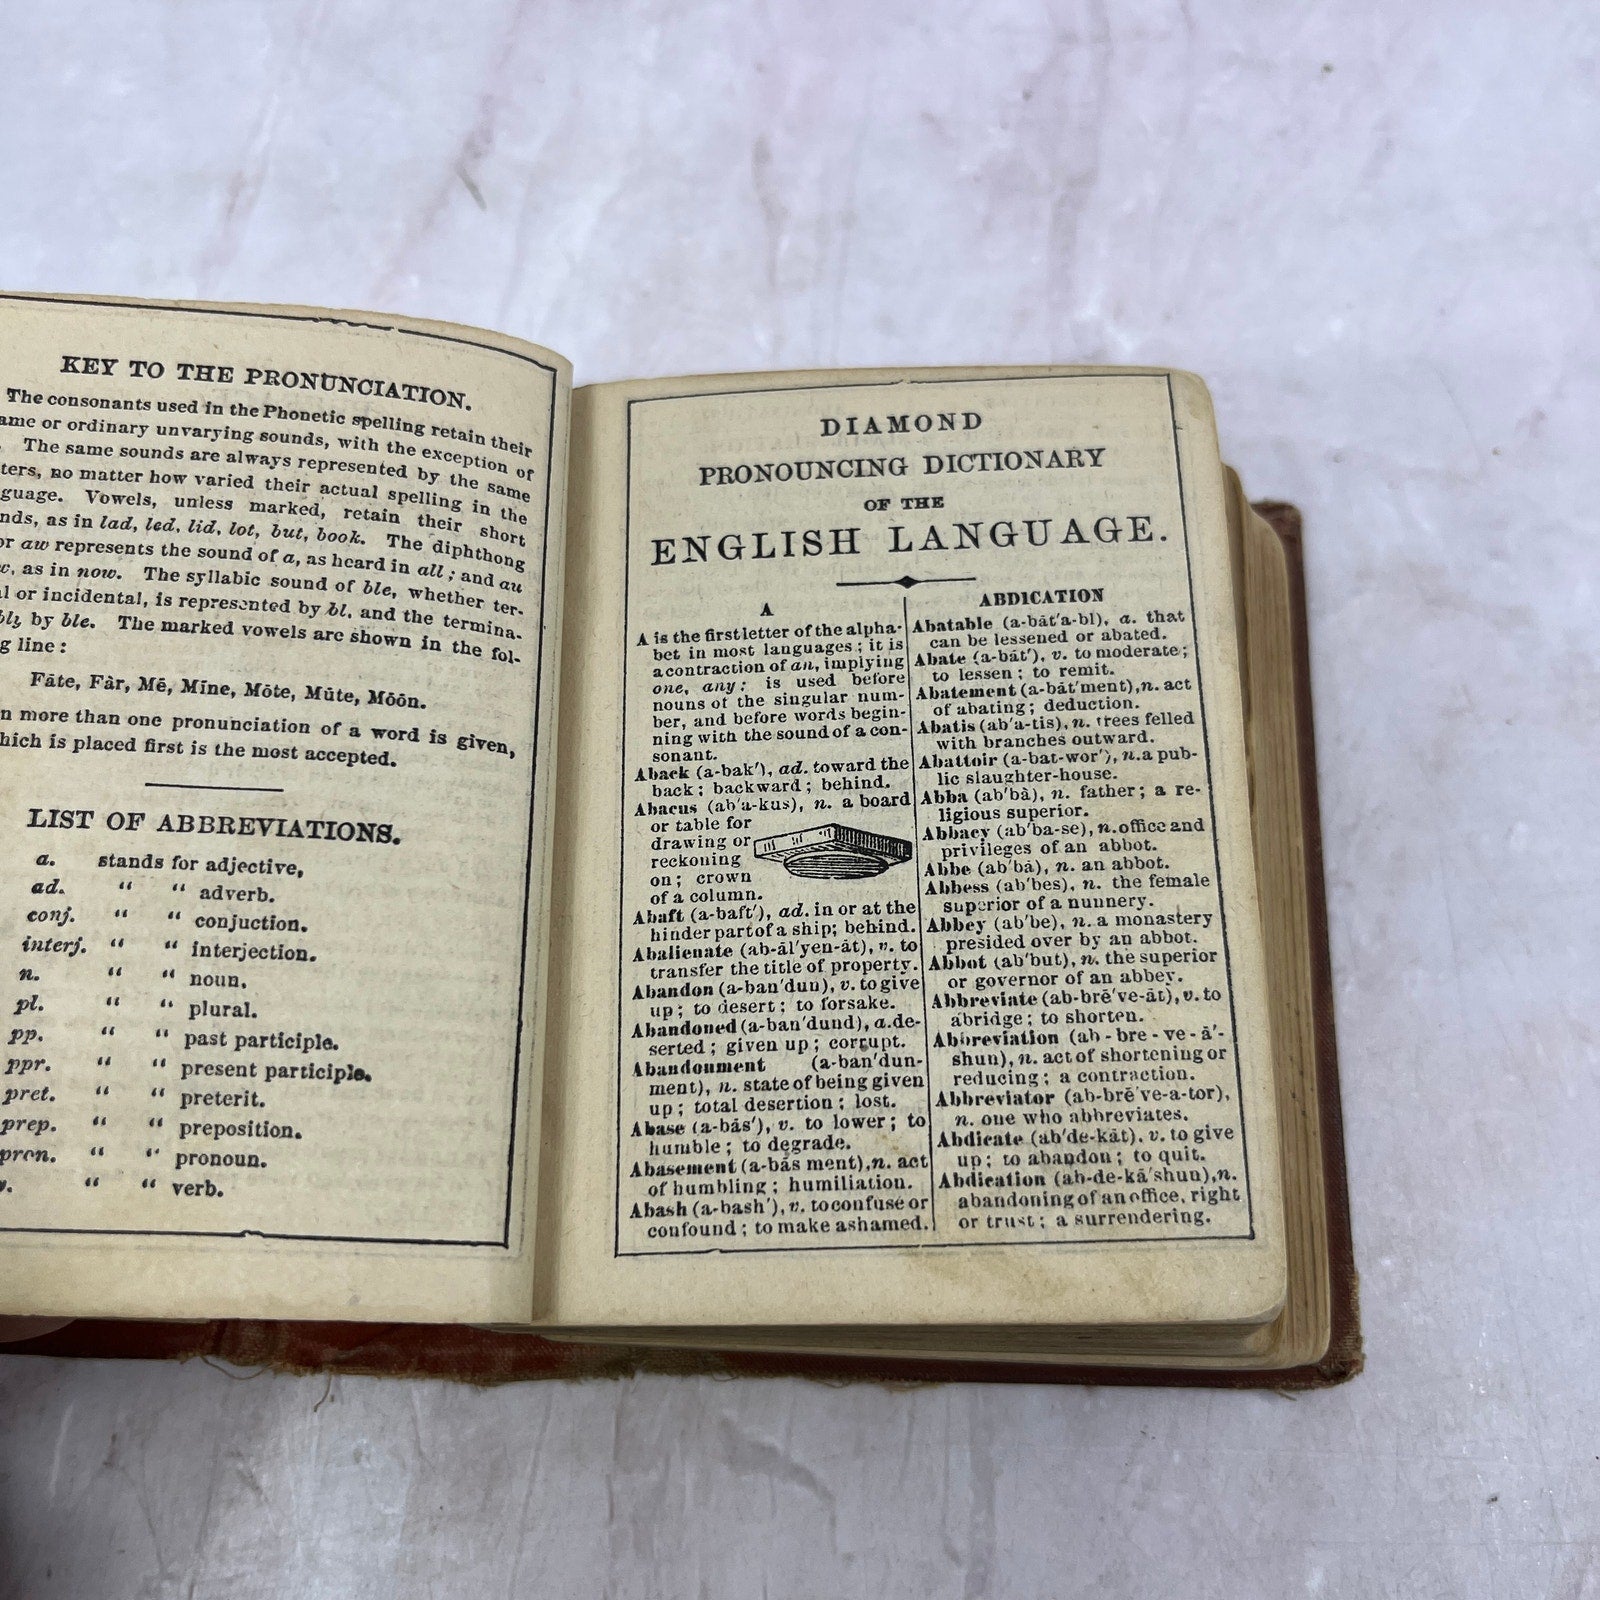 KEY TO THE PRONUNCIATION.
The consonants used in the Phonetic spelling retain their
ame or ordinary unvarying sounds, with the exception of
The same sounds are always represented by the same
ters, no matter how varied their actual spelling in the
guage. Vowels, unless marked, retain their short
nds, as in lad, led, lid, lot, but, book. The diphthong
or aw represents the sound of a, as heard in all; and au
as in now. The syllabic sound of ble, whether ter-
l or incidental, is represented by bl, and the termina-
bly by ble. The marked vowels are shown in the fol-
g line:
Fāte, Fàr, Mē, Mīne, Mōte, Mūte, Môôn.
n more than one pronunciation of a word is given,
hich is placed first is the most accepted.
LIST OF ABBREVIATIONS.
a. stands for adjective,
ad. “ “ adverb.
conj. “ “ conjuction.
interj. “ “ interjection.
n. “ “ noun.
pl. “ “ plural.
pp. “ “ past participle.
ppr. “ “ present participle.
pret. “ “ preterit.
prep. “ “ preposition.
pron. “ “ pronoun.
v. “ “ verb.
DIAMOND
PRONOUNCING DICTIONARY
OF THE
ENGLISH LANGUAGE.
A
A is the first letter of the alpha-
bet in most languages; it is
a contraction of an, implying
one, any: is used before
nouns of the singular num-
ber, and before words begin-
ning with the sound of a con-
sonant.
Aback (a-bak'), ad. toward the
back; backward; behind.
Abacus (ab'a-kus), n. a board
or table for
drawing or
reckoning
on; crown
of a column.
Abaft (a-baft'), ad. in or at the
hinder part of a ship; behind.
Abalienate (ab-āl'yen-āt), v. to
transfer the title of property.
Abandon (a-ban'dun), v. to give
up; to desert; to forsake.
Abandoned (a-ban'dund), a. de-
serted; given up; corrupt.
Abandonment (a-ban'dun-
ment), n. state of being given
up; total desertion; lost.
Abase (a-bās'), v. to lower; to
humble; to degrade.
Abasement (a-bās ment), n. act
of humbling; humiliation.
Abash (a-bash'), v. to confuse or
confound; to make ashamed.
ABDICATION
Abatable (a-bāt'a-bl), a. that
can be lessened or abated.
Abate (a-bāt'), v. to moderate;
to lessen; to remit.
Abatement (a-bāt'ment), n. act
of abating; deduction.
Abatis (ab'a-tis), n. trees felled
with branches outward.
Abattoir (a-bat-wor'), n. a pub-
lic slaughter-house.
Abba (ab'bà), n. father; a re-
ligious superior.
Abbacy (ab'ba-se), n. office and
privileges of an abbot.
Abbe (ab'bā), n. an abbot.
Abbess (ab'bes), n. the female
superior of a nunnery.
Abbey (ab'be), n. a monastery
presided over by an abbot.
Abbot (ab'but), n. the superior
or governor of an abbey.
Abbreviate (ab-brē've-āt), v. to
abridge; to shorten.
Abbreviation (ab-bre-ve-ā'-
shun), n. act of shortening or
reducing; a contraction.
Abbreviator (ab-brē've-a-tor),
n. one who abbreviates.
Abdicate (ab'de-kāt). v. to give
up; to abandon; to quit.
Abdication (ab-de-kā'shun), n.
abandoning of an office, right
or trust; a surrendering.